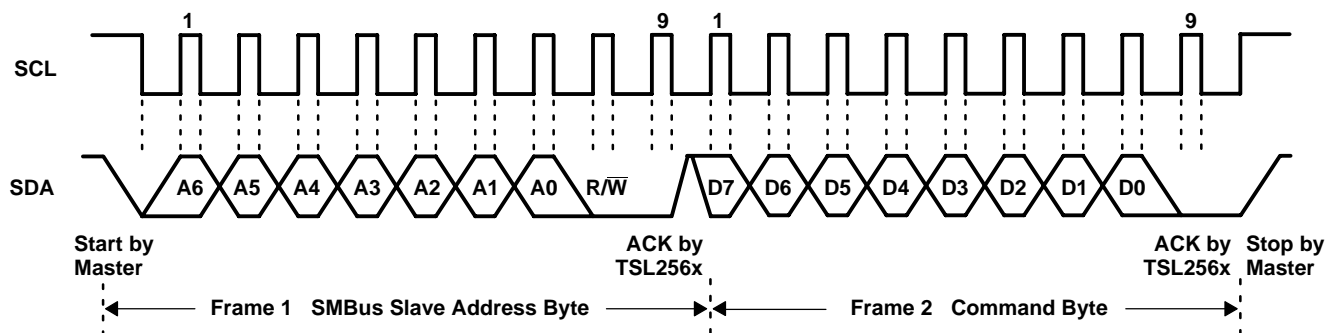 1 9 1 9
SCL
SDA A6 A5 A4 A3 A2 A1 A0 R/W̅ D7 D6 D5 D4 D3 D2 D1 D0
Start by Master
ACK by TSL256x
ACK by TSL256x
Stop by Master
Frame 1 SMBus Slave Address Byte
Frame 2 Command Byte